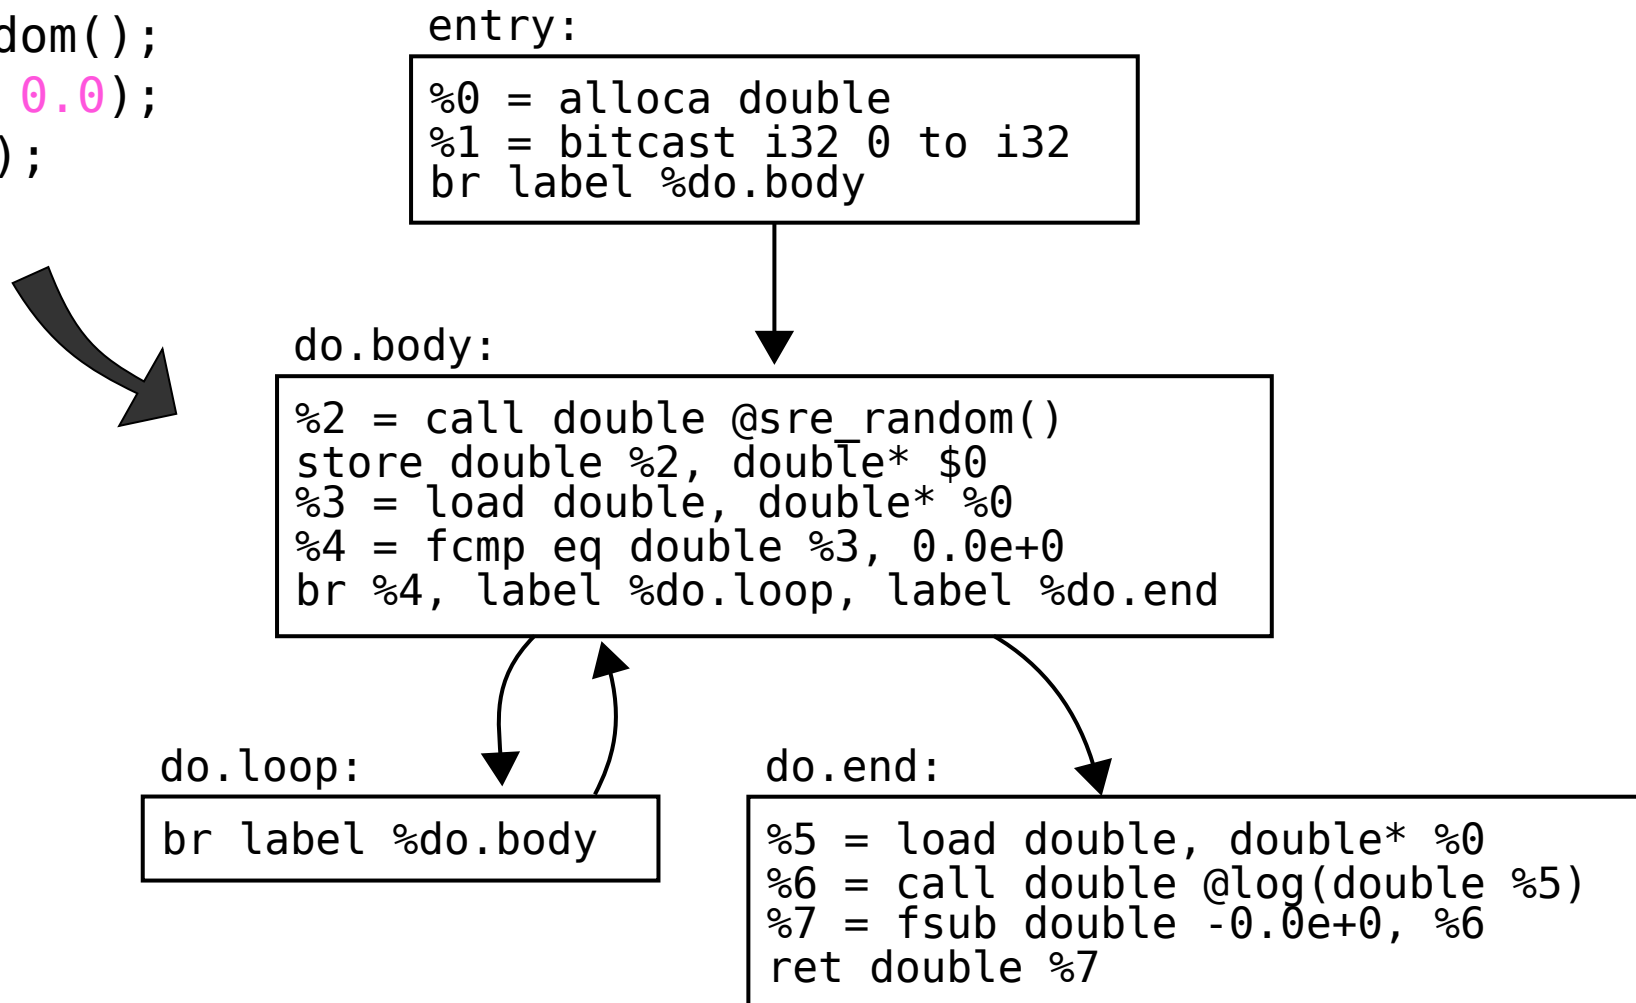 dom();
0.0);
);
entry:
%0 = alloca double
%1 = bitcast i32 0 to i32
br label %do.body
do.body:
%2 = call double @sre_random()
store double %2, double* $0
%3 = load double, double* %0
%4 = fcmp eq double %3, 0.0e+0
br %4, label %do.loop, label %do.end
do.loop:
br label %do.body
do.end:
%5 = load double, double* %0
%6 = call double @log(double %5)
%7 = fsub double -0.0e+0, %6
ret double %7